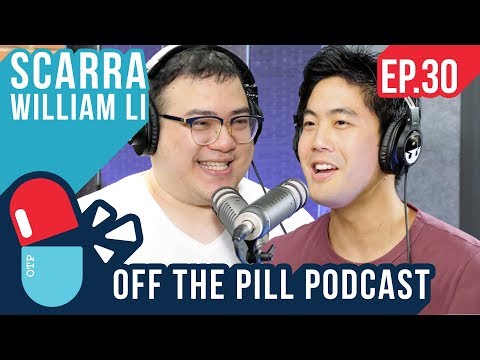 SCARRA
WILLIAM LI
EP.30
OTP
OFF THE PILL PODCAST